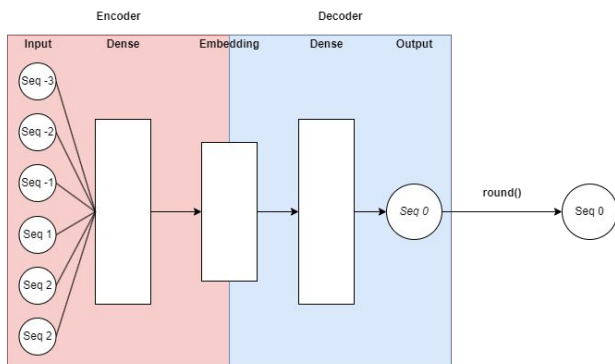 Encoder
Decoder
Input
Dense
Embedding
Dense
Output
Seq -3
Seq -2
Seq -1
Seq 1
Seq 2
Seq 2
Seq 0
round()
Seq 0